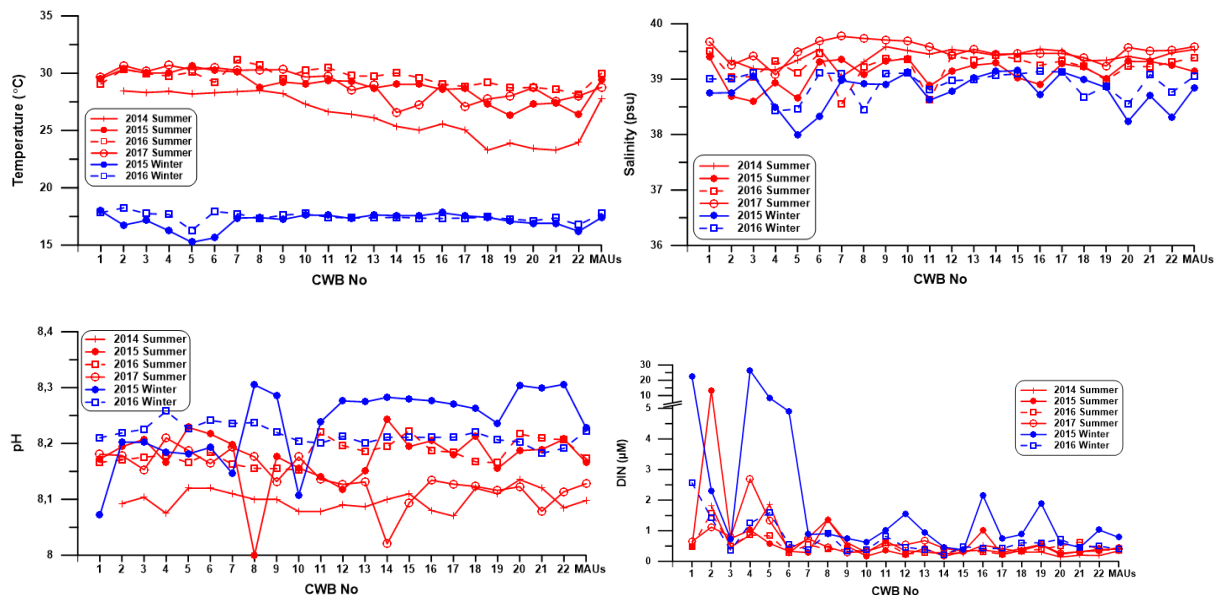 35
30
25
20
15
Temperature (°C)
2014 Summer
2015 Summer
2016 Summer
2017 Summer
2015 Winter
2016 Winter
1 2 3 4 5 6 7 8 9 10 11 12 13 14 15 16 17 18 19 20 21 22 MAUs
CWB No
40
39
38
37
36
Salinity (psu)
2014 Summer
2015 Summer
2016 Summer
2017 Summer
2015 Winter
2016 Winter
1 2 3 4 5 6 7 8 9 10 11 12 13 14 15 16 17 18 19 20 21 22 MAUs
CWB No
8,4
8,3
8,2
8,1
8
pH
2014 Summer
2015 Summer
2016 Summer
2017 Summer
2015 Winter
2016 Winter
1 2 3 4 5 6 7 8 9 10 11 12 13 14 15 16 17 18 19 20 21 22 MAUs
CWB No
30
25
20
15
10
5
4
3
2
1
0
DIN (µM)
2014 Summer
2015 Summer
2016 Summer
2017 Summer
2015 Winter
2016 Winter
1 2 3 4 5 6 7 8 9 10 11 12 13 14 15 16 17 18 19 20 21 22 MAUs
CWB No